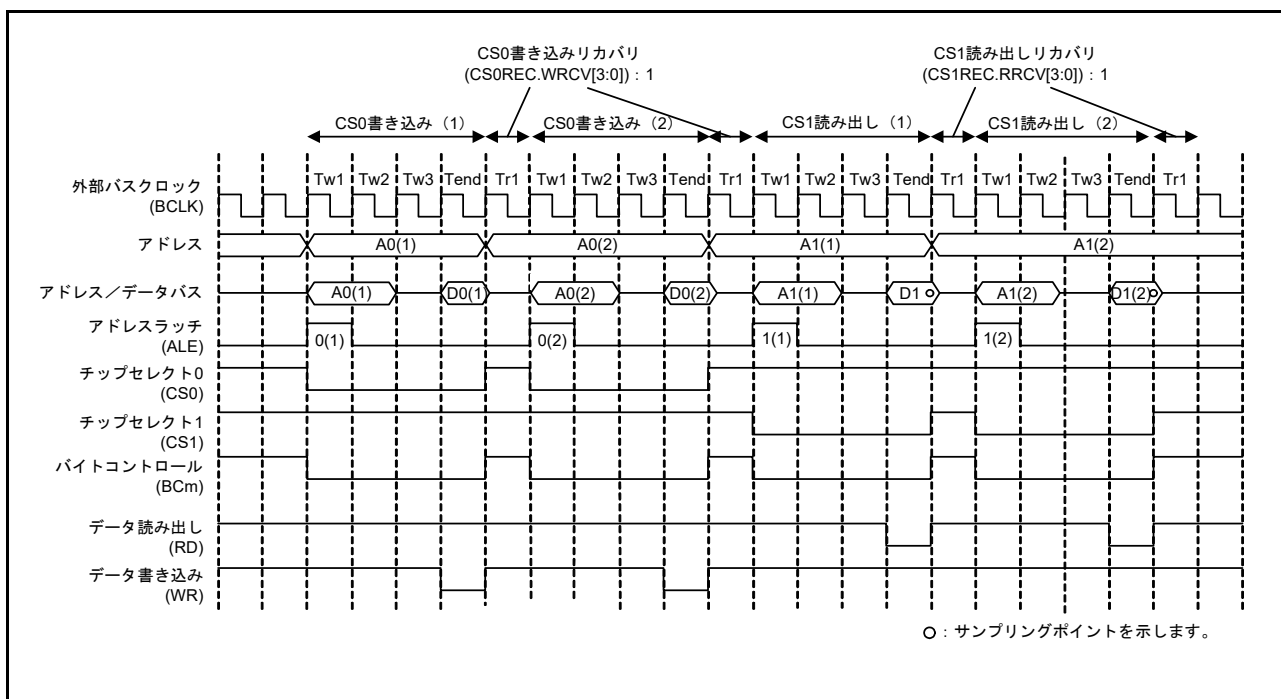 CS0書き込みリカバリ
(CS0REC.WRCV[3:0]):1
CS1読み出しリカバリ
(CS1REC.RRCV[3:0]):1
CS0書き込み(1) CS0書き込み(2) CS1読み出し(1) CS1読み出し(2)
Tw1 Tw2 Tw3 Tend Tr1 Tw1 Tw2 Tw3 Tend Tr1 Tw1 Tw2 Tw3 Tend Tr1 Tw1 Tw2 Tw3 Tend Tr1
外部バスクロック
(BCLK)
アドレス A0(1) A0(2) A1(1) A1(2)
アドレス/データバス A0(1) D0(1) A0(2) D0(2) A1(1) D1 A1(2) D1(2)
アドレスラッチ
(ALE)
0(1) 0(2) 1(1) 1(2)
チップセレクト0
(CS0)
チップセレクト1
(CS1)
バイトコントロール
(BCm)
データ読み出し
(RD)
データ書き込み
(WR)
:サンプリングポイントを示します。